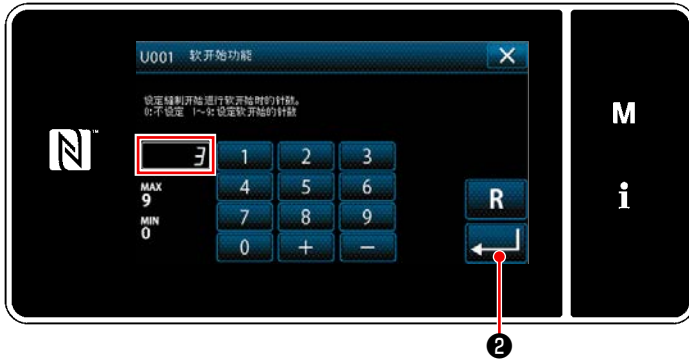 U001 软开始功能
设定缝制开始进行软开始时的针数。
0:不设定 1～9:设定软开始的针数
3
1 2 3
MAX
9
4 5 6
MIN
0
7 8 9
0 + －
R
M
i
N
❷